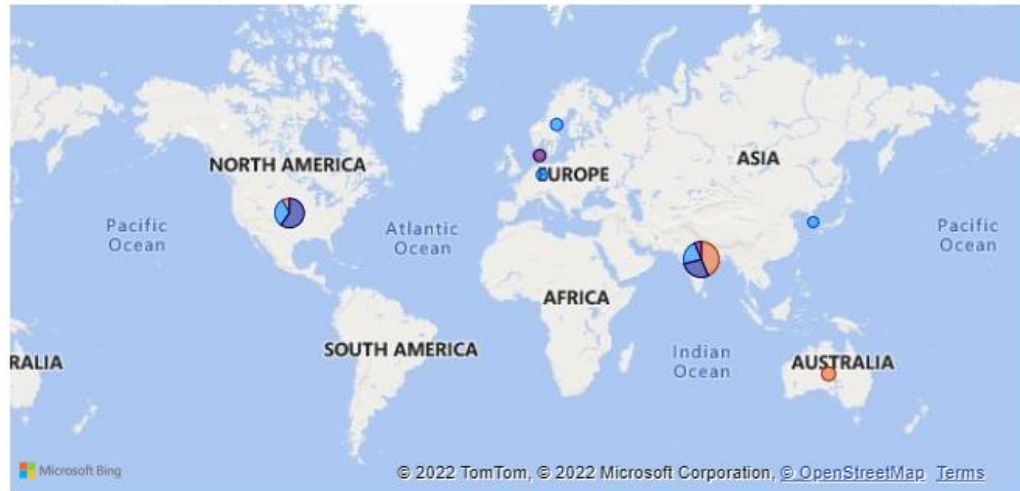 NORTH AMERICA
EUROPE
ASIA
Pacific
Ocean
Atlantic
Ocean
Pacific
Ocean
AFRICA
SOUTH AMERICA
Indian
Ocean
RALIA
AUSTRALIA
Microsoft Bing
© 2022 TomTom, © 2022 Microsoft Corporation, © OpenStreetMap Terms